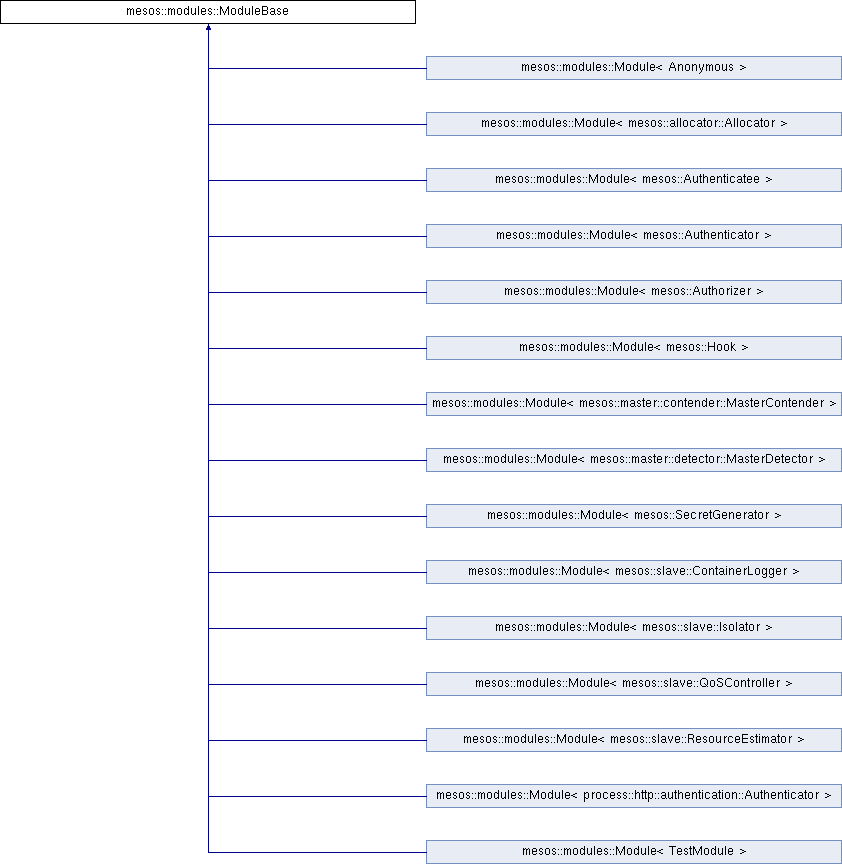 mesos::modules::ModuleBase
mesos::modules::Module< Anonymous >
mesos::modules::Module< mesos::allocator::Allocator >
mesos::modules::Module< mesos::Authenticatee >
mesos::modules::Module< mesos::Authenticator >
mesos::modules::Module< mesos::Authorizer >
mesos::modules::Module< mesos::Hook >
mesos::modules::Module< mesos::master::contender::MasterContender >
mesos::modules::Module< mesos::master::detector::MasterDetector >
mesos::modules::Module< mesos::SecretGenerator >
mesos::modules::Module< mesos::slave::ContainerLogger >
mesos::modules::Module< mesos::slave::Isolator >
mesos::modules::Module< mesos::slave::QoSController >
mesos::modules::Module< mesos::slave::ResourceEstimator >
mesos::modules::Module< process::http::authentication::Authenticator >
mesos::modules::Module< TestModule >